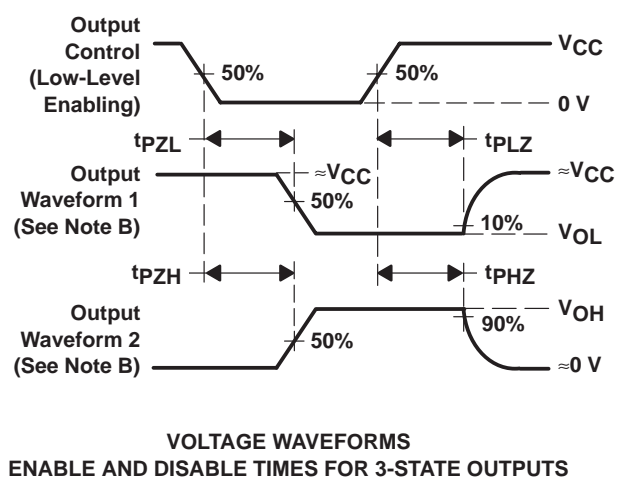 Output
Control
(Low-Level
Enabling)
50%
50%
VCC
0 V
tPZL
tPLZ
Output
Waveform 1
(See Note B)
≈VCC
50%
≈VCC
10%
VOL
tPZH
tPHZ
Output
Waveform 2
(See Note B)
50%
VOH
90%
≈0 V
VOLTAGE WAVEFORMS
ENABLE AND DISABLE TIMES FOR 3-STATE OUTPUTS